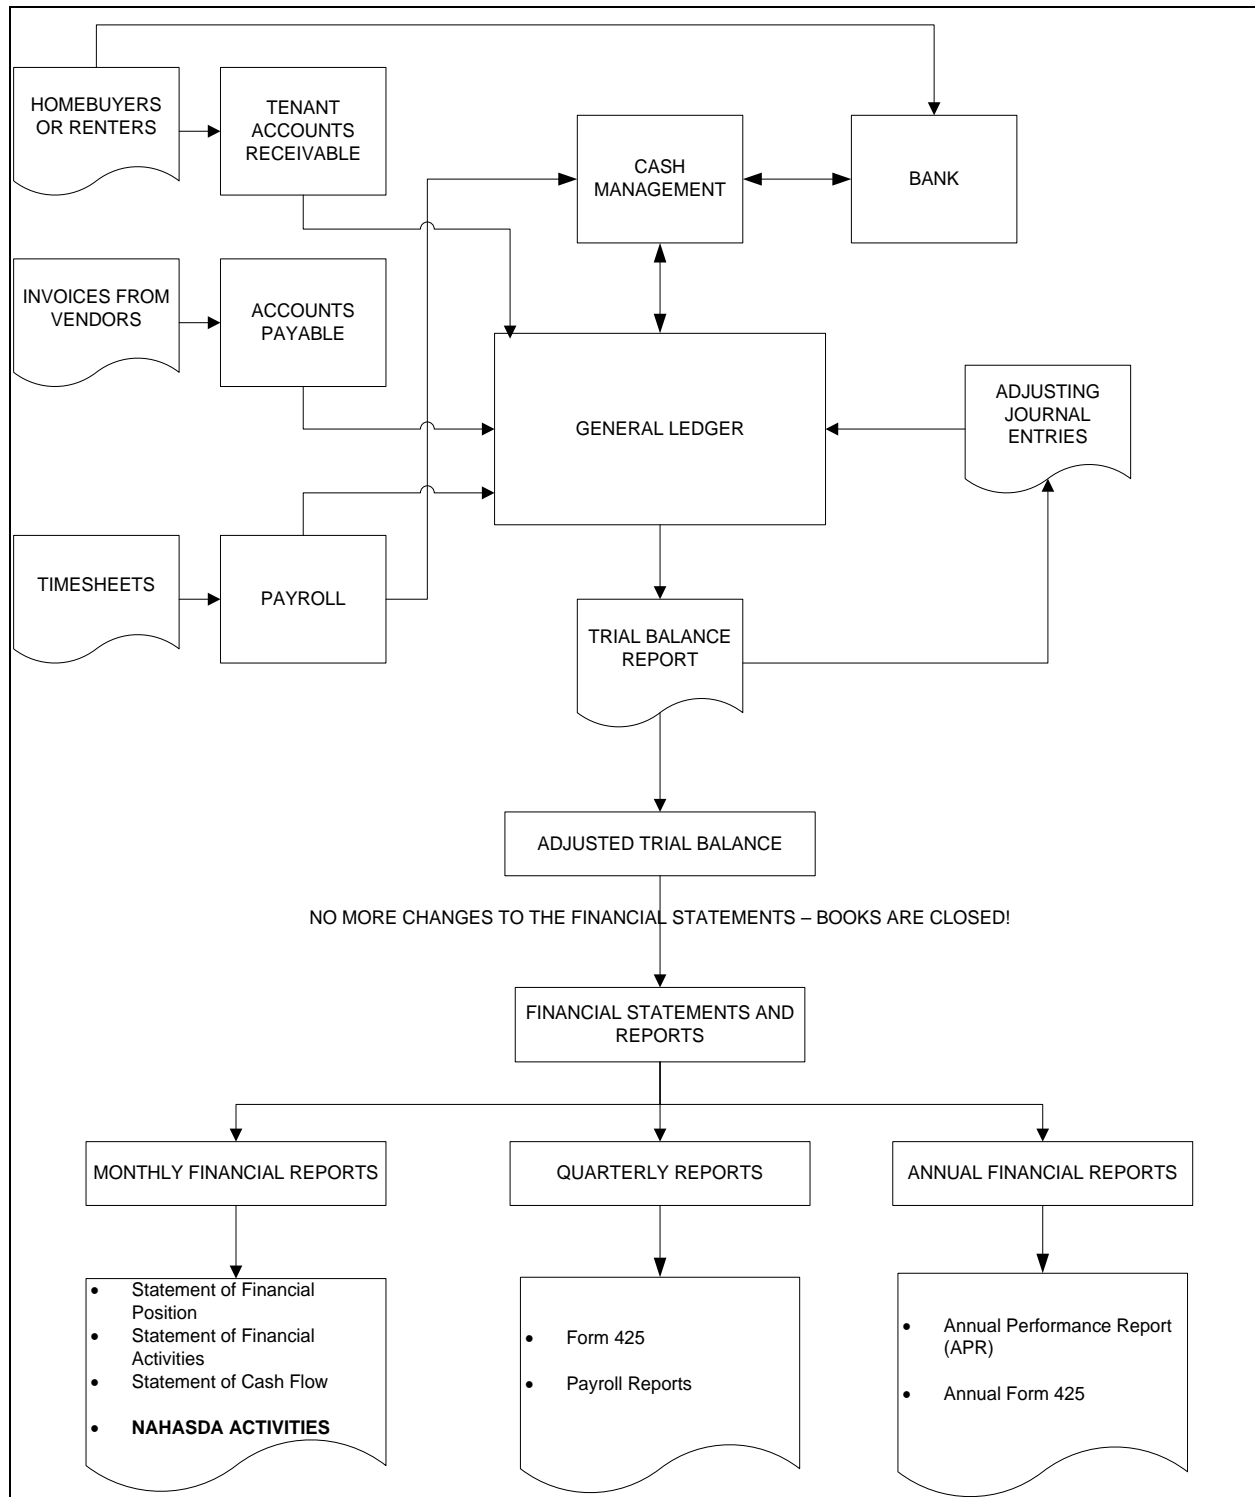 HOMEBUYERS
OR RENTERS
TENANT
ACCOUNTS
RECEIVABLE
CASH
MANAGEMENT
BANK
INVOICES FROM
VENDORS
ACCOUNTS
PAYABLE
GENERAL LEDGER
ADJUSTING
JOURNAL
ENTRIES
TIMESHEETS
PAYROLL
TRIAL BALANCE
REPORT
ADJUSTED TRIAL BALANCE
NO MORE CHANGES TO THE FINANCIAL STATEMENTS – BOOKS ARE CLOSED!
FINANCIAL STATEMENTS AND
REPORTS
MONTHLY FINANCIAL REPORTS
QUARTERLY REPORTS
ANNUAL FINANCIAL REPORTS
• Statement of Financial
Position
• Statement of Financial
Activities
• Statement of Cash Flow
• NAHASDA ACTIVITIES
• Form 425
• Payroll Reports
• Annual Performance Report
(APR)
• Annual Form 425